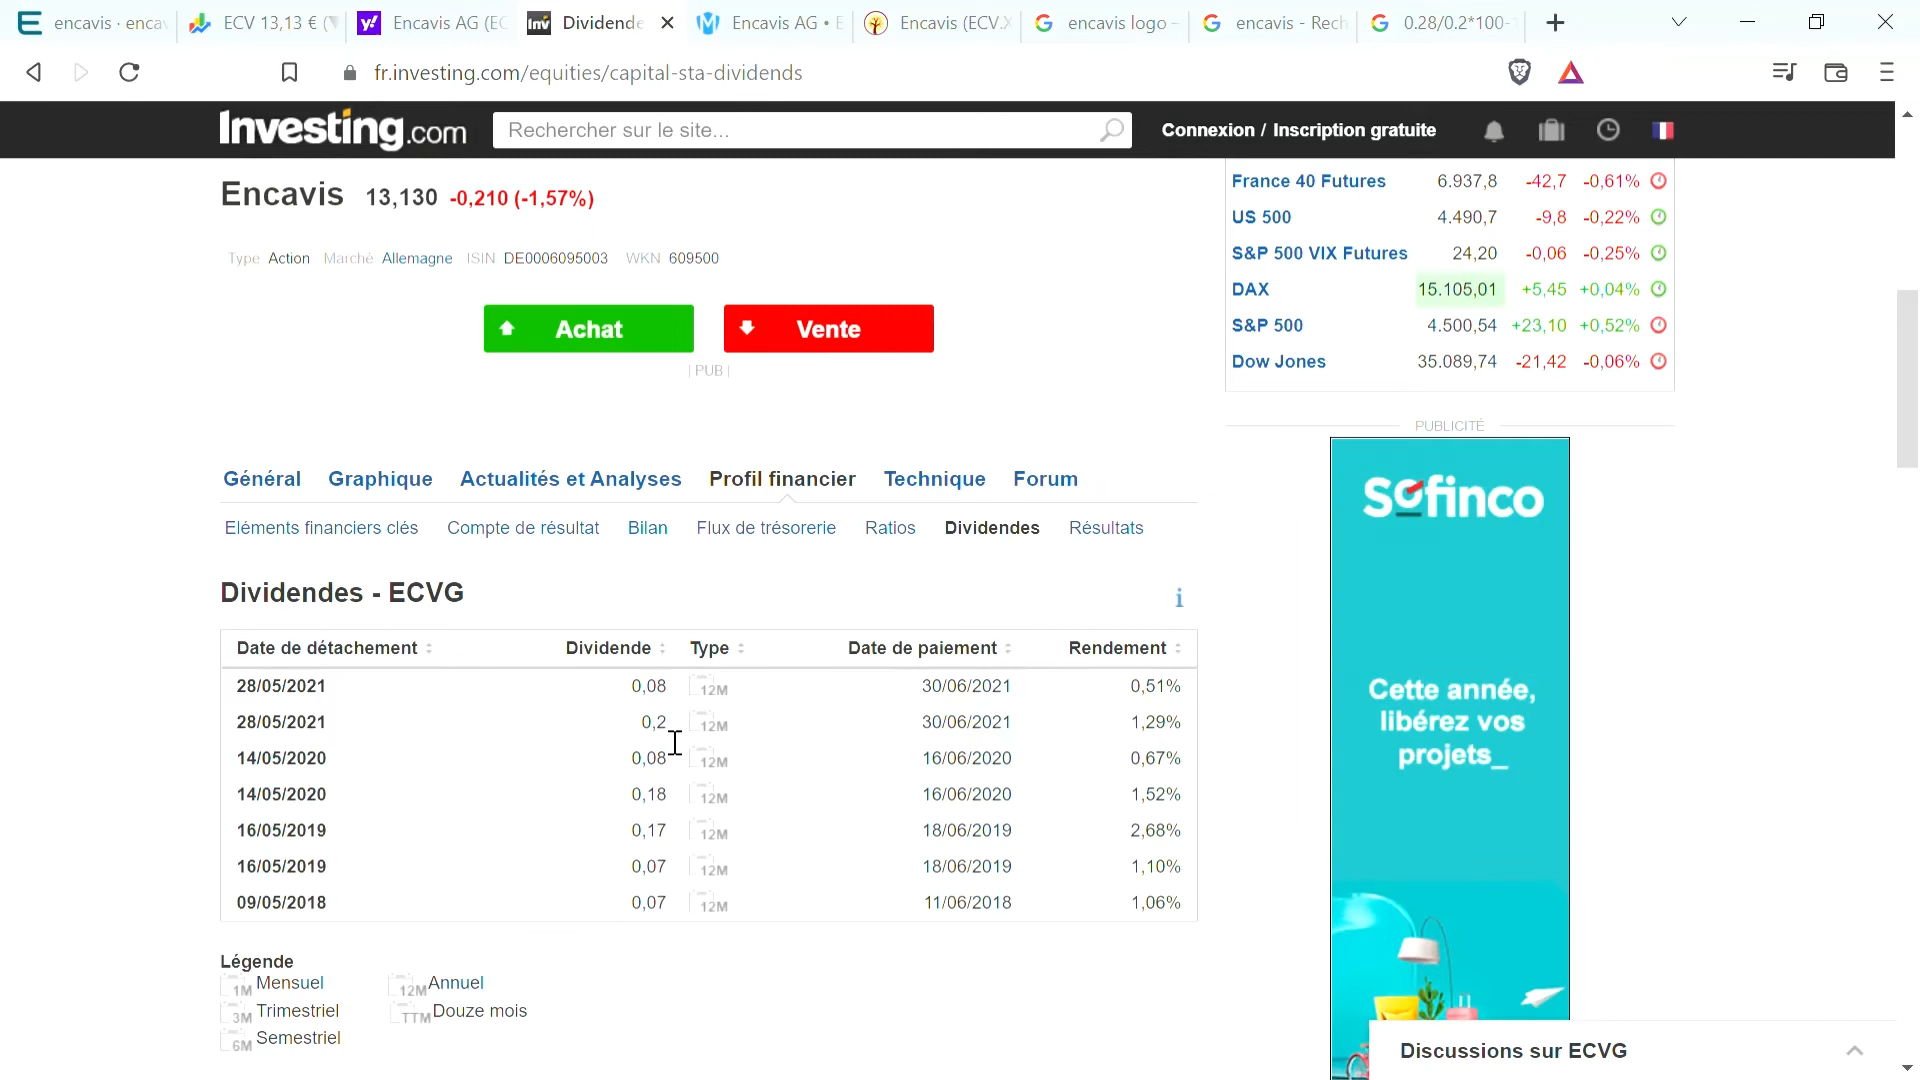 encavis · enca
ECV 13,13 € (
Encavis AG (EC
Dividende
Encavis AG • E
Encavis (ECV.X
encavis logo -
encavis - Rech
0.28/0.2*100-
fr.investing.com/equities/capital-sta-dividends
Investing.com
Rechercher sur le site...
Connexion / Inscription gratuite
Encavis 13,130 -0,210 (-1,57%)
Type Action Marché Allemagne ISIN DE0006095003 WKN 609500
Achat
Vente
| PUB |
France 40 Futures 6.937,8 -42,7 -0,61%
US 500 4.490,7 -9,8 -0,22%
S&P 500 VIX Futures 24,20 -0,06 -0,25%
DAX 15.105,01 +5,45 +0,04%
S&P 500 4.500,54 +23,10 +0,52%
Dow Jones 35.089,74 -21,42 -0,06%
PUBLICITÉ
Sofinco
Cette année,
libérez vos
projets_
Général Graphique Actualités et Analyses Profil financier Technique Forum
Eléments financiers clés Compte de résultat Bilan Flux de trésorerie Ratios Dividendes Résultats
Dividendes - ECVG
i
Date de détachement Dividende Type Date de paiement Rendement
28/05/2021 0,08 12M 30/06/2021 0,51%
28/05/2021 0,2 12M 30/06/2021 1,29%
14/05/2020 0,08 12M 16/06/2020 0,67%
14/05/2020 0,18 12M 16/06/2020 1,52%
16/05/2019 0,17 12M 18/06/2019 2,68%
16/05/2019 0,07 12M 18/06/2019 1,10%
09/05/2018 0,07 12M 11/06/2018 1,06%
Légende
1M Mensuel 12M Annuel
3M Trimestriel TTM Douze mois
6M Semestriel
Discussions sur ECVG